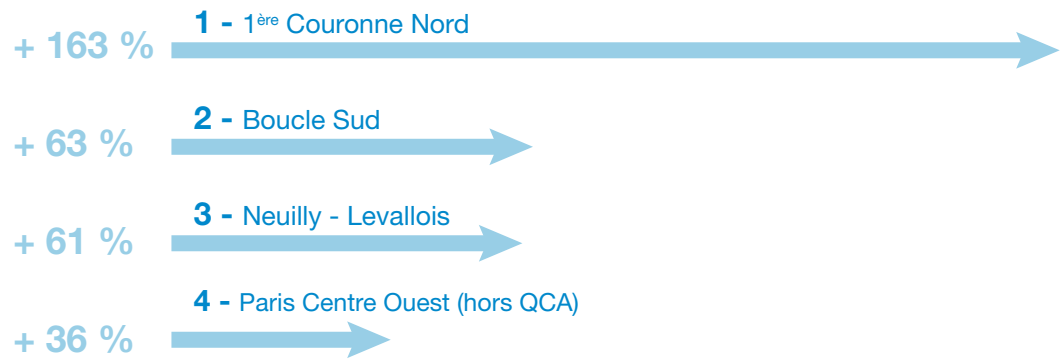 1 - 1ère Couronne Nord
+ 163 %
2 - Boucle Sud
+ 63 %
3 - Neuilly - Levallois
+ 61 %
4 - Paris Centre Ouest (hors QCA)
+ 36 %